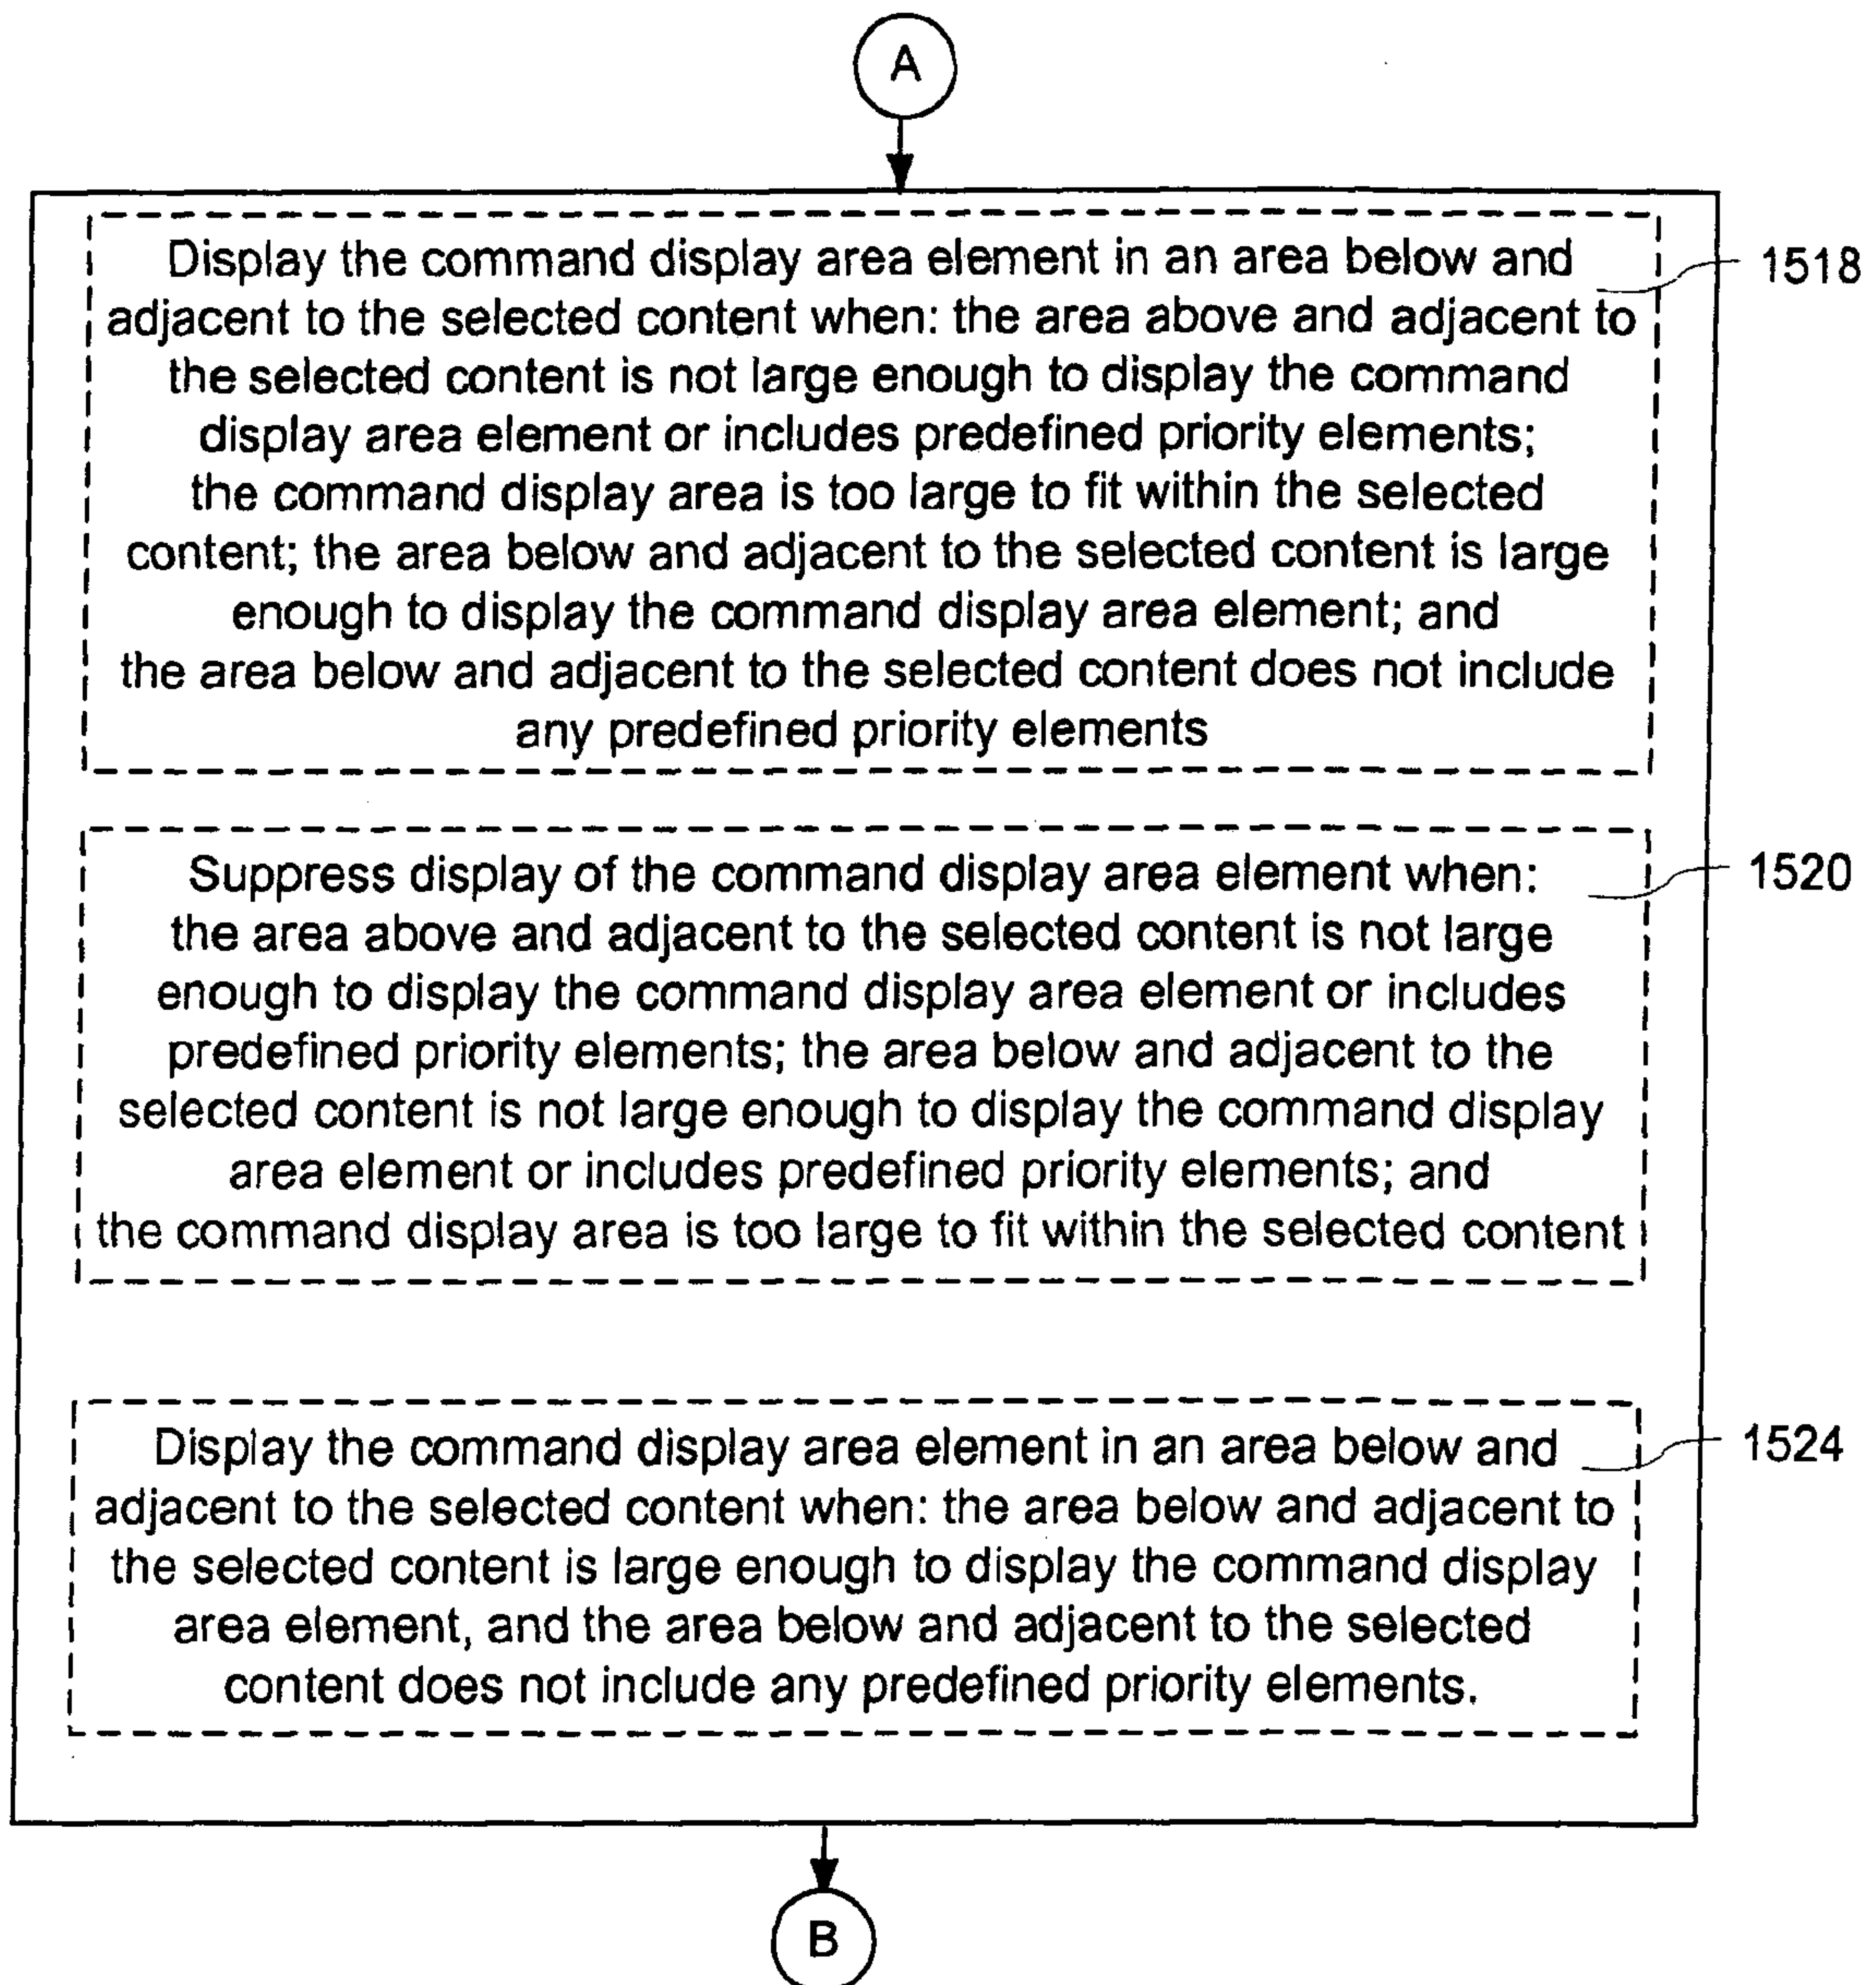 A
Display the command display area element in an area below and
1518
adjacent to the selected content when: the area above and adjacent to
the selected content is not large enough to display the command
display area element or includes predefined priority elements;
the command display area is too large to fit within the selected
content; the area below and adjacent to the selected content is large
enough to display the command display area element; and
the area below and adjacent to the selected content does not include
any predefined priority elements
Suppress display of the command display area element when:
1520
the area above and adjacent to the selected content is not large
enough to display the command display area element or includes
predefined priority elements; the area below and adjacent to the
selected content is not large enough to display the command display
area element or includes predefined priority elements; and
the command display area is too large to fit within the selected content
Display the command display area element in an area below and
1524
adjacent to the selected content when: the area below and adjacent to
the selected content is large enough to display the command display
area element, and the area below and adjacent to the selected
content does not include any predefined priority elements.
B